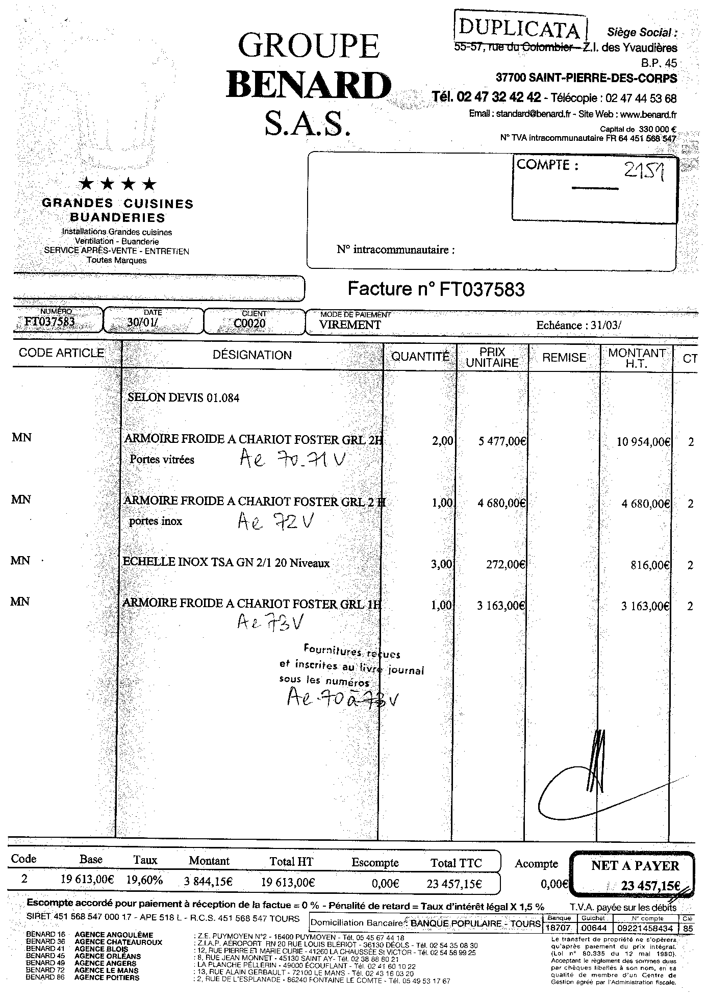 DUPLICATA
GROUPE
BENARD
S.A.S.
Siège Social :
55-57, rue du Colombier - Z.I. des Yvaudières
B.P. 45
37700 SAINT-PIERRE-DES-CORPS
Tél. 02 47 32 42 42 - Télécopie : 02 47 44 53 68
Email : standard@benard.fr - Site Web : www.benard.fr
Capital de 330 000 €
N° TVA intracommunautaire FR 64 451 568 547
★ ★ ★ ★
GRANDES CUISINES
BUANDERIES
Installations Grandes cuisines
Ventilation - Buanderie
SERVICE APRÈS-VENTE - ENTRETIEN
Toutes Marques
COMPTE : 2151
N° intracommunautaire :
Facture n° FT037583
NUMÉRO DATE CLIENT MODE DE PAIEMENT
FT037583 30/01/ C0020 VIREMENT Echéance : 31/03/
CODE ARTICLE DÉSIGNATION QUANTITÉ PRIX UNITAIRE REMISE MONTANT H.T. CT
SELON DEVIS 01.084
MN ARMOIRE FROIDE A CHARIOT FOSTER GRL 2H 2,00 5 477,00€ 10 954,00€ 2
Portes vitrées Ae 70-71 V
MN ARMOIRE FROIDE A CHARIOT FOSTER GRL 2 H 1,00 4 680,00€ 4 680,00€ 2
portes inox Ae 72 V
MN ECHELLE INOX TSA GN 2/1 20 Niveaux 3,00 272,00€ 816,00€ 2
MN ARMOIRE FROIDE A CHARIOT FOSTER GRL 1H 1,00 3 163,00€ 3 163,00€ 2
Ae 73 V
Fournitures reçues
et inscrites au livre journal
sous les numéros
Ae 70 à 73 V
Code Base Taux Montant Total HT Escompte Total TTC Acompte NET A PAYER
2 19 613,00€ 19,60% 3 844,15€ 19 613,00€ 0,00€ 23 457,15€ 0,00€ 23 457,15€
Escompte accordé pour paiement à réception de la factue = 0 % - Pénalité de retard = Taux d'intérêt légal X 1,5 % T.V.A. payée sur les débits
SIRET 451 568 547 000 17 - APE 518 L - R.C.S. 451 568 547 TOURS
Domiciliation Bancaire : BANQUE POPULAIRE - TOURS
Banque Guichet N° compte Clé
18707 00644 09221458434 85
BENARD 16 AGENCE ANGOULÊME : Z.E. PUYMOYEN N°2 - 16400 PUYMOYEN - Tél. 05 45 67 44 18
BENARD 36 AGENCE CHATEAUROUX : Z.I.A.P. AÉROPORT RN 20 RUE LOUIS BLERIOT - 36130 DÉOLS - Tél. 02 54 35 08 30
BENARD 41 AGENCE BLOIS : 12, RUE PIERRE ET MARIE CURIE - 41260 LA CHAUSSÉE St VICTOR - Tél. 02 54 58 99 25
BENARD 45 AGENCE ORLÉANS : 8, RUE JEAN MONNET - 45130 SAINT AY - Tél. 02 38 88 80 21
BENARD 49 AGENCE ANGERS : LA PLANCHE PELLERIN - 49000 ÉCOUFLANT - Tél. 02 41 60 10 22
BENARD 72 AGENCE LE MANS : 13, RUE ALAIN GERBAULT - 72100 LE MANS - Tél. 02 43 16 03 20
BENARD 86 AGENCE POITIERS : 2, RUE DE L'ESPLANADE - 86240 FONTAINE LE COMTE - Tél. 05 49 53 17 67
Le transfert de propriété ne s'opèrera
qu'après paiement du prix intégral.
(Loi n° 80.335 du 12 mai 1980).
Acceptant le règlement des sommes dues
par chèques libellés à son nom, en sa
qualité de membre d'un Centre de
Gestion agréé par l'Administration fiscale.